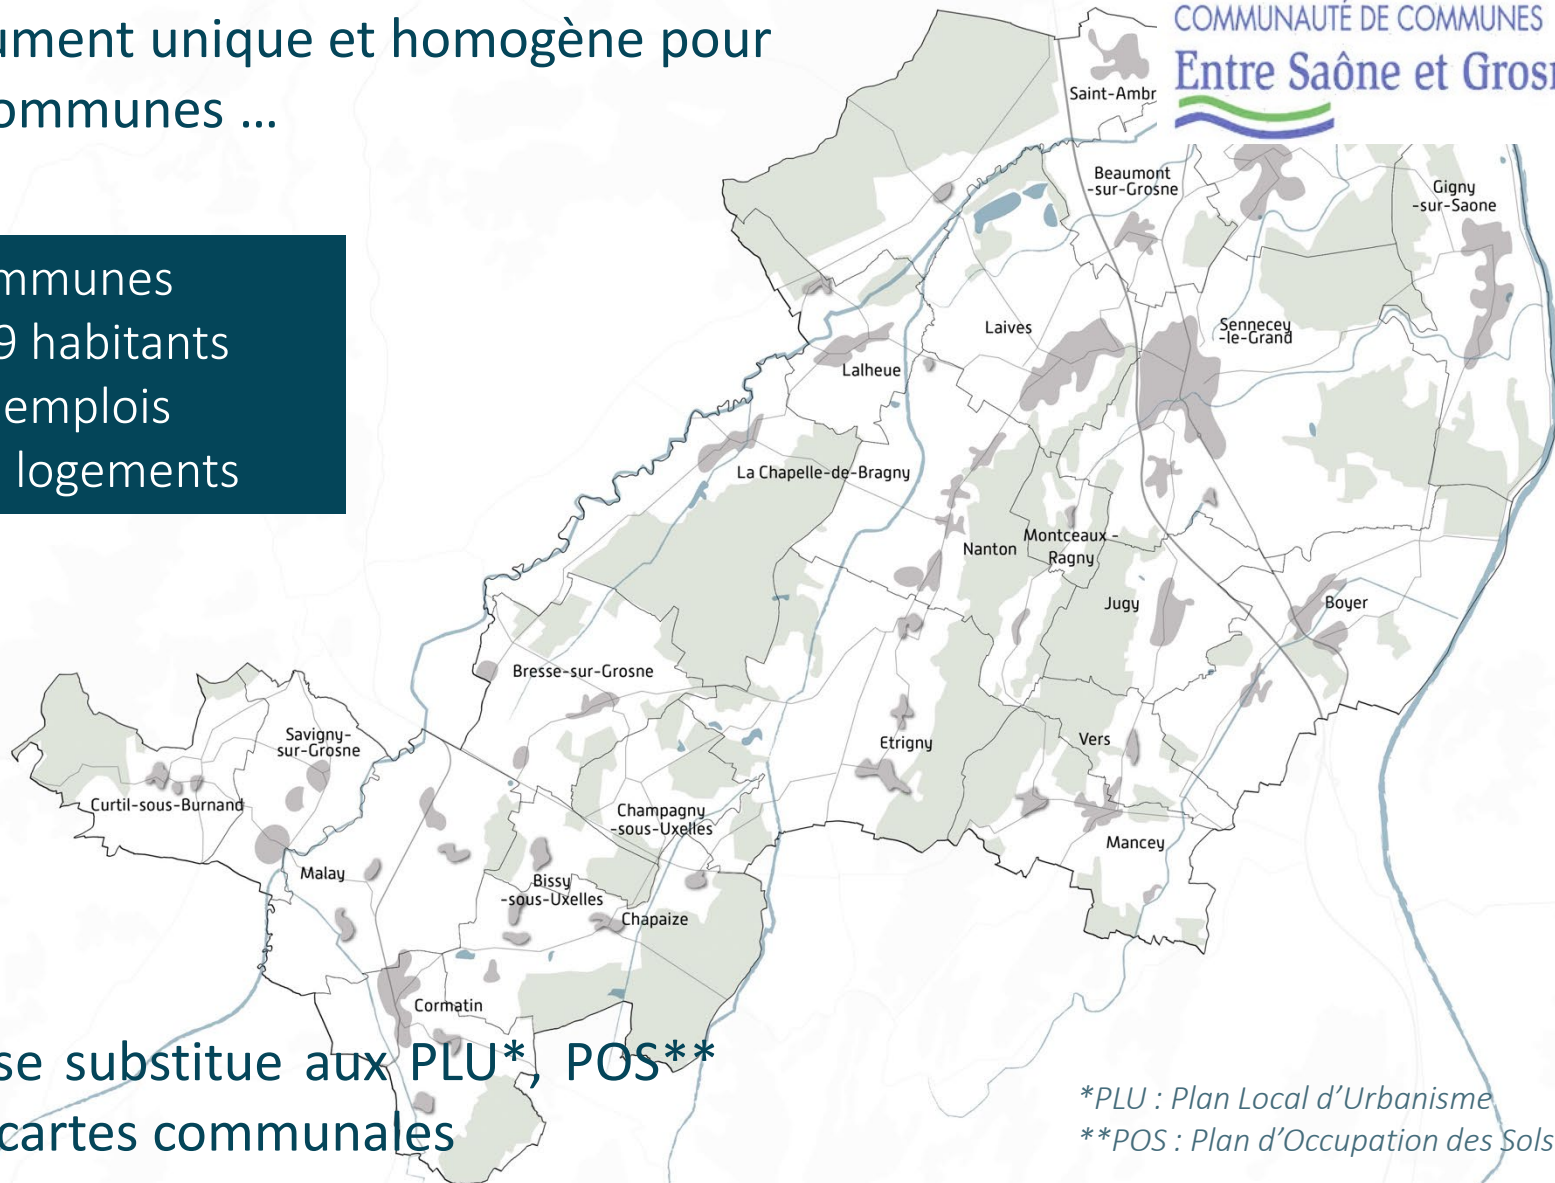 ument unique et homogène pour
ommunes ...
COMMUNAUTÉ DE COMMUNES
Entre Saône et Grosn
mmunes
9 habitants
emplois
logements
Saint-Ambr
Beaumont
-sur-Grosne
Gigny
-sur-Saone
Laives
Sennecey
-le-Grand
Lalheue
La Chapelle-de-Bragny
Nanton
Montceaux -
Ragny
Jugy
Boyer
Bresse-sur-Grosne
Savigny-
sur-Grosne
Etrigny
Vers
Curtil-sous-Burnand
Champagny
-sous-Uxelles
Mancey
Malay
Bissy
-sous-Uxelles
Chapaize
Cormatin
se substitue aux PLU*, POS**
cartes communales
*PLU : Plan Local d’Urbanisme
**POS : Plan d’Occupation des Sols